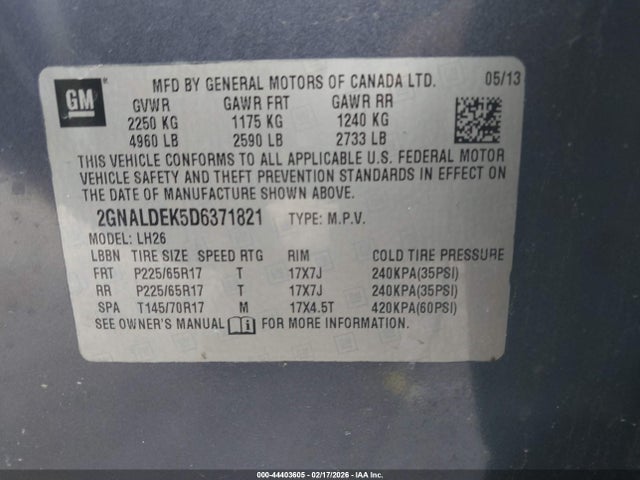 GM
MFD BY GENERAL MOTORS OF CANADA LTD. 05/13
GVWR GAWR FRT GAWR RR
2250 KG 1175 KG 1240 KG
4960 LB 2590 LB 2733 LB
THIS VEHICLE CONFORMS TO ALL APPLICABLE U.S. FEDERAL MOTOR
VEHICLE SAFETY AND THEFT PREVENTION STANDARDS IN EFFECT ON
THE DATE OF MANUFACTURE SHOWN ABOVE.
2GNALDEK5D6371821 TYPE: M.P.V.
MODEL: LH26
LBBN TIRE SIZE SPEED RTG RIM COLD TIRE PRESSURE
FRT P225/65R17 T 17X7J 240KPA(35PSI)
RR P225/65R17 T 17X7J 240KPA(35PSI)
SPA T145/70R17 M 17X4.5T 420KPA(60PSI)
SEE OWNER'S MANUAL FOR MORE INFORMATION.
000-44403605 - 02/17/2026 - IAA Inc.